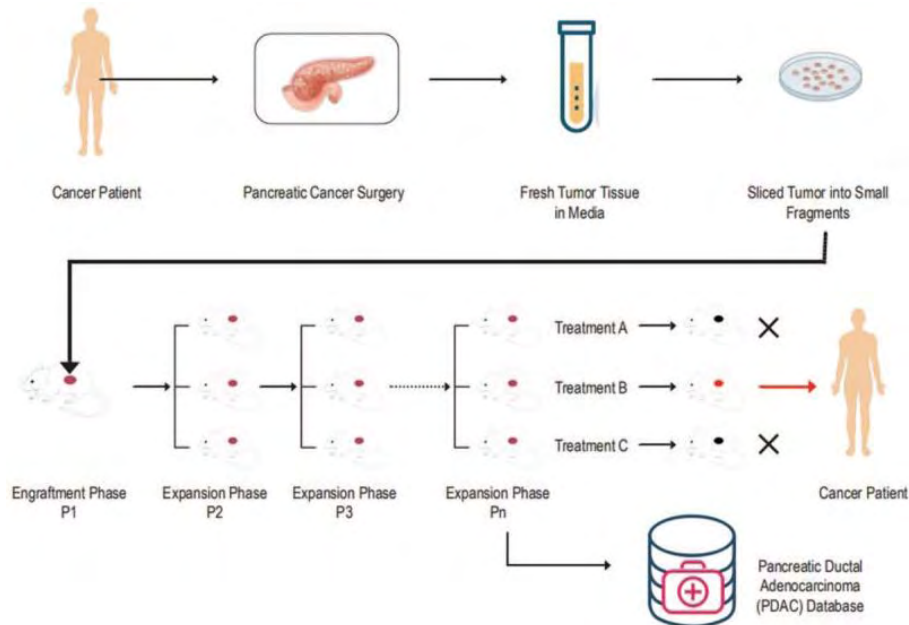 Cancer Patient
Pancreatic Cancer Surgery
Fresh Tumor Tissue
in Media
Sliced Tumor into Small
Fragments
Treatment A
Treatment B
Treatment C
Engraftment Phase
P1
Expansion Phase
P2
Expansion Phase
P3
Expansion Phase
Pn
Cancer Patient
Pancreatic Ductal
Adenocarcinoma
(PDAC) Database